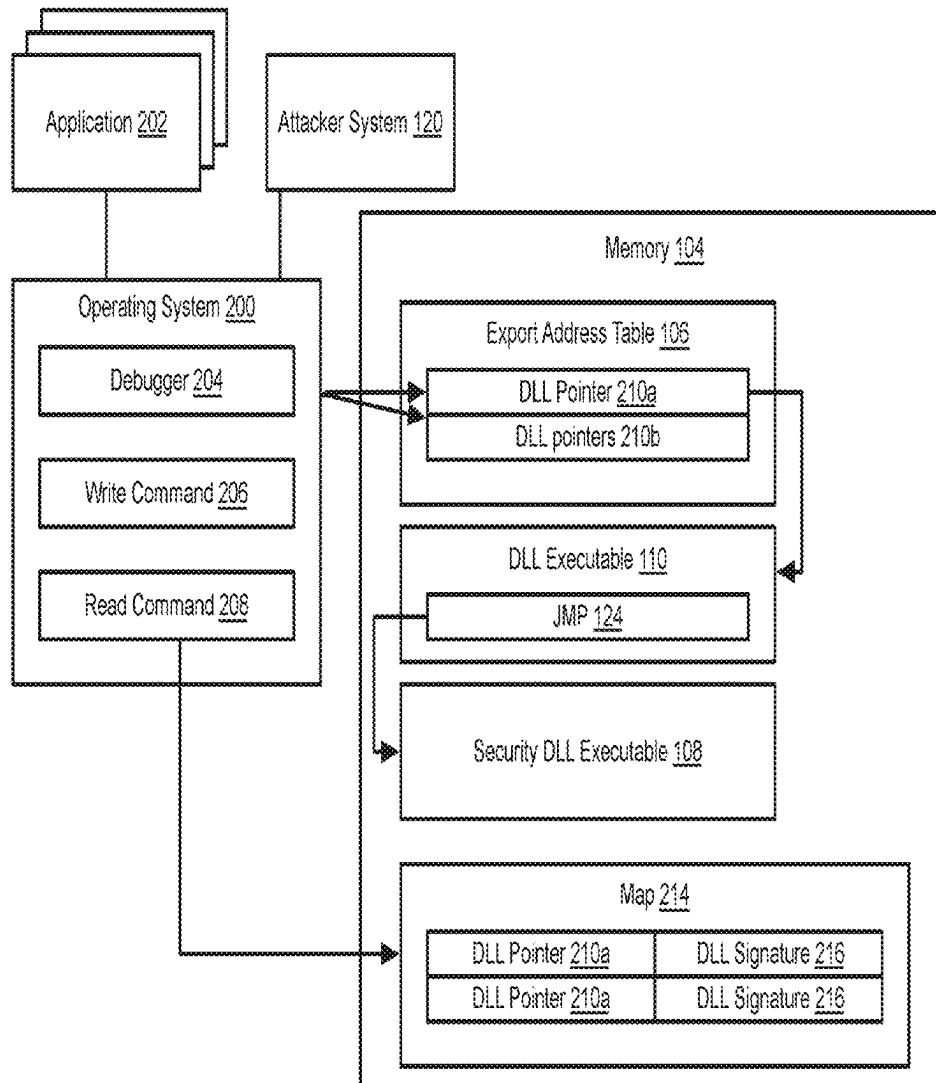 Application 202
Attacker System 120
Memory 104
Operating System 200
Export Address Table 106
Debugger 204
DLL Pointer 210a
DLL pointers 210b
Write Command 206
DLL Executable 110
Read Command 208
JMP 124
Security DLL Executable 108
Map 214
DLL Pointer 210a DLL Signature 216
DLL Pointer 210a DLL Signature 216